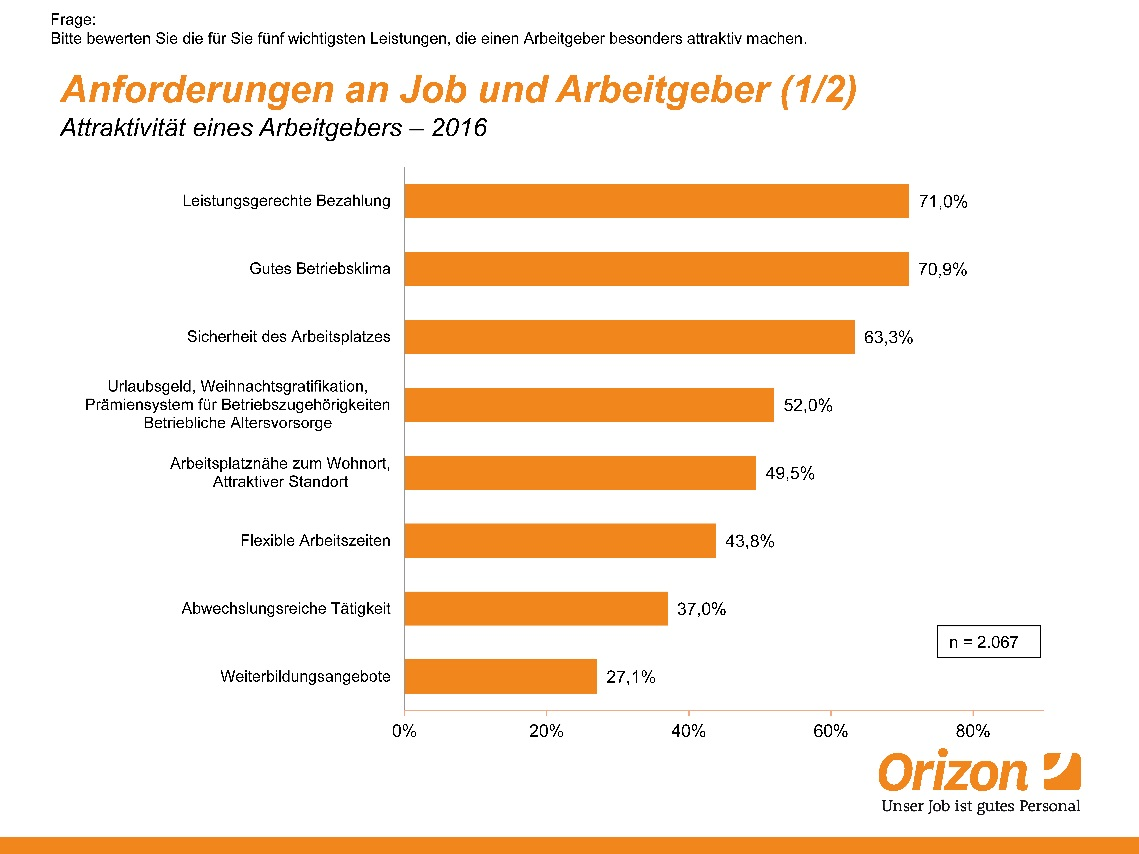 Frage:
Bitte bewerten Sie die für Sie fünf wichtigsten Leistungen, die einen Arbeitgeber besonders attraktiv machen.
Anforderungen an Job und Arbeitgeber (1/2)
Attraktivität eines Arbeitgebers – 2016
Leistungsgerechte Bezahlung
71,0%
Gutes Betriebsklima
70,9%
Sicherheit des Arbeitsplatzes
63,3%
Urlaubsgeld, Weihnachtsgratifikation,
Prämiensystem für Betriebszugehörigkeiten
Betriebliche Altersvorsorge
52,0%
Arbeitsplatznähe zum Wohnort,
Attraktiver Standort
49,5%
Flexible Arbeitszeiten
43,8%
Abwechslungsreiche Tätigkeit
37,0%
n = 2.067
Weiterbildungsangebote
27,1%
0% 20% 40% 60% 80%
Orizon
Unser Job ist gutes Personal